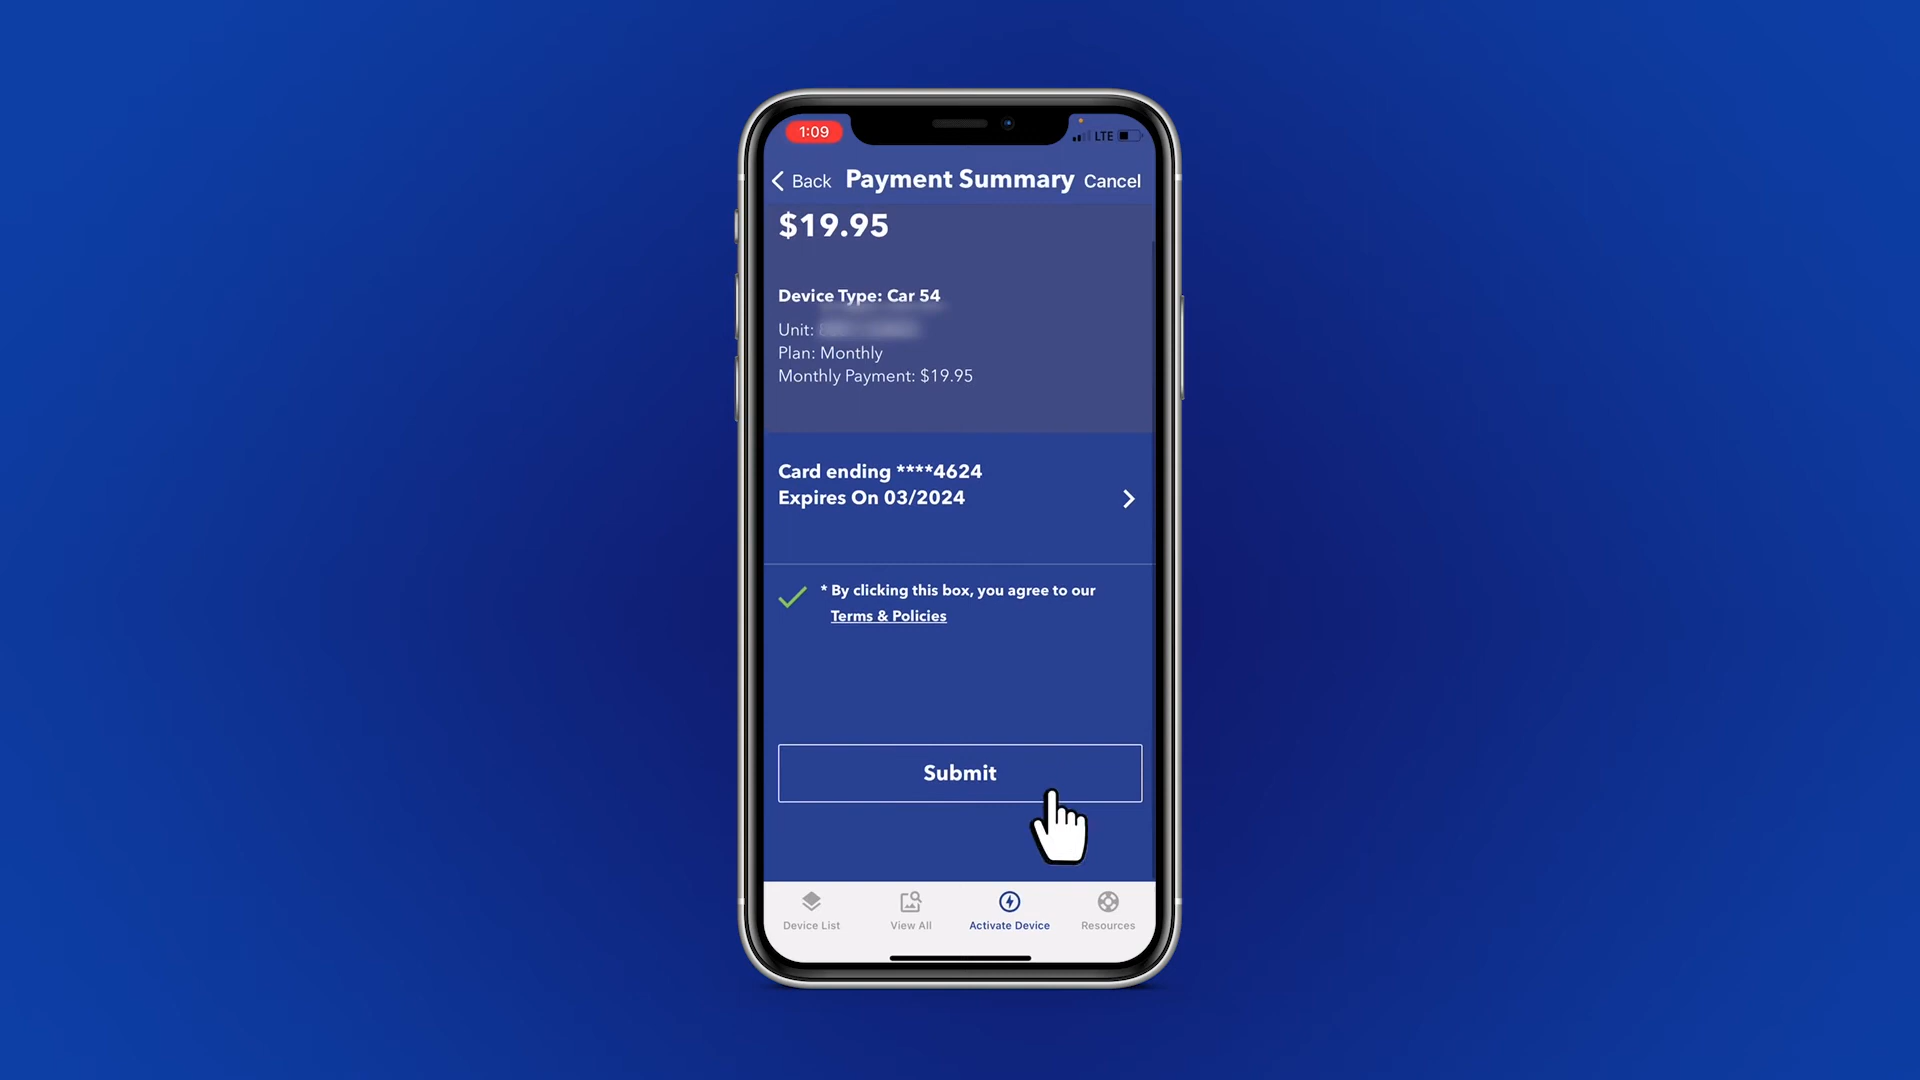 1:09
LTE
Back Payment Summary Cancel
$19.95
Device Type: Car 54
Unit:
Plan: Monthly
Monthly Payment: $19.95
Card ending ****4624
Expires On 03/2024
* By clicking this box, you agree to our
Terms & Policies
Submit
Device List View All Activate Device Resources